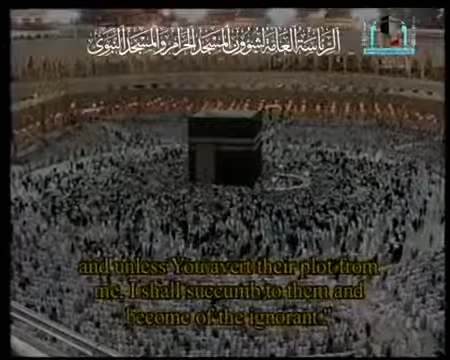 الرئاسة العامة لشؤون المسجد الحرام والمسجد النبوي
and unless You avert their plot from
me, I shall succumb to them and
become of the ignorant."